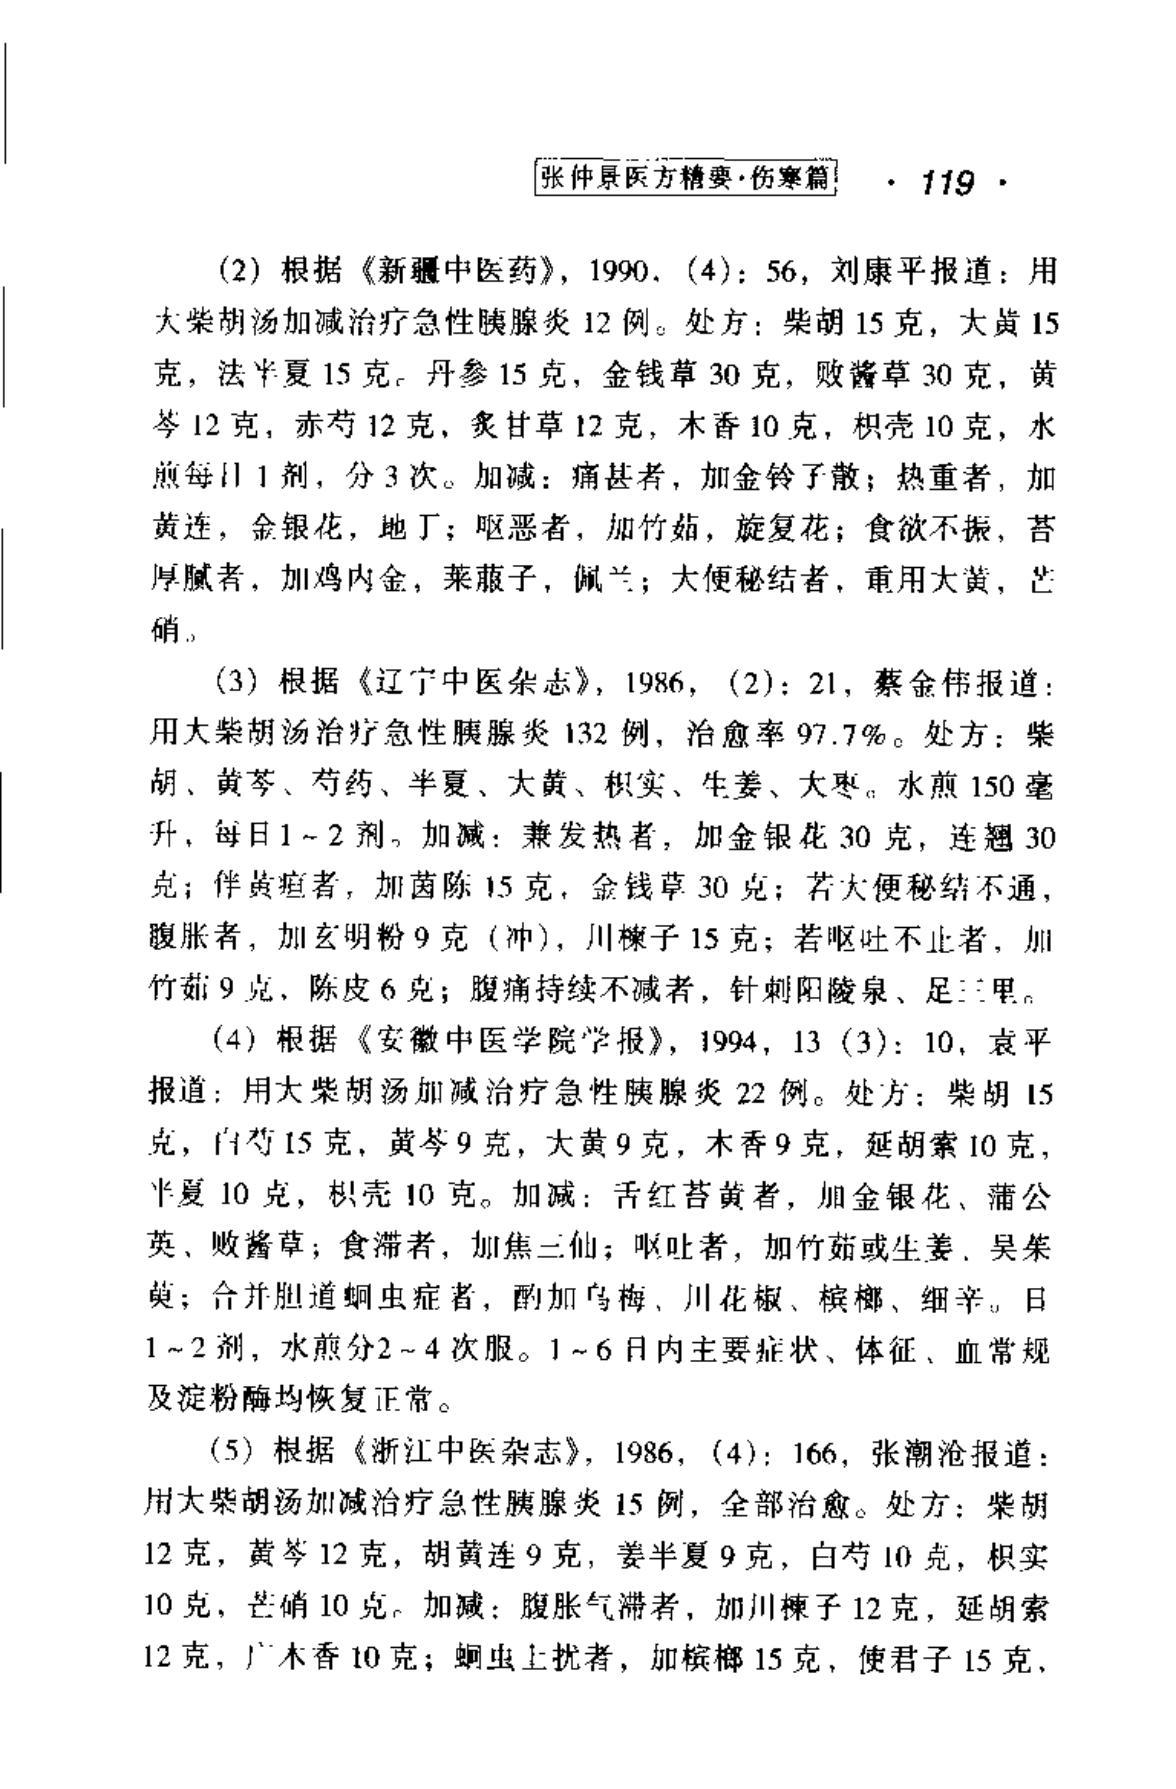 张仲景医方精要·伤寒篇 · 119 ·
(2) 根据《新疆中医药》，1990．(4)：56，刘康平报道：用
大柴胡汤加减治疗急性胰腺炎 12 例。处方：柴胡 15 克，大黄 15
克，法半夏 15 克。丹参 15 克，金钱草 30 克，败酱草 30 克，黄
芩 12 克，赤芍 12 克，炙甘草 12 克，木香 10 克，枳壳 10 克，水
煎每日 1 剂，分 3 次。加减：痛甚者，加金铃子散；热重者，加
黄连，金银花，地丁；呕恶者，加竹茹，旋复花；食欲不振，苔
厚腻者，加鸡内金，莱菔子，佩兰；大便秘结者，重用大黄，芒
硝。
(3) 根据《辽宁中医杂志》，1986，(2)：21，蔡金伟报道：
用大柴胡汤治疗急性胰腺炎 132 例，治愈率 97.7%。处方：柴
胡、黄芩、芍药、半夏、大黄、枳实、生姜、大枣。水煎 150 毫
升，每日 1～2 剂。加减：兼发热者，加金银花 30 克，连翘 30
克；伴黄疸者，加茵陈 15 克，金钱草 30 克；若大便秘结不通，
腹胀者，加玄明粉 9 克（冲），川楝子 15 克；若呕吐不止者，加
竹茹 9 克，陈皮 6 克；腹痛持续不减者，针刺阳陵泉、足三里。
(4) 根据《安徽中医学院学报》，1994，13 (3)：10，袁平
报道：用大柴胡汤加减治疗急性胰腺炎 22 例。处方：柴胡 15
克，白芍 15 克，黄芩 9 克，大黄 9 克，木香 9 克，延胡索 10 克，
半夏 10 克，枳壳 10 克。加减：舌红苔黄者，加金银花、蒲公
英、败酱草；食滞者，加焦三仙；呕吐者，加竹茹或生姜、吴茱
萸；合并胆道蛔虫症者，酌加乌梅、川花椒、槟榔、细辛。日
1～2 剂，水煎分 2～4 次服。1～6 日内主要症状、体征、血常规
及淀粉酶均恢复正常。
(5) 根据《浙江中医杂志》，1986，(4)：166，张潮沧报道：
用大柴胡汤加减治疗急性胰腺炎 15 例，全部治愈。处方：柴胡
12 克，黄芩 12 克，胡黄连 9 克，姜半夏 9 克，白芍 10 克，枳实
10 克，芒硝 10 克。加减：腹胀气滞者，加川楝子 12 克，延胡索
12 克，广木香 10 克；蛔虫上扰者，加槟榔 15 克，使君子 15 克，